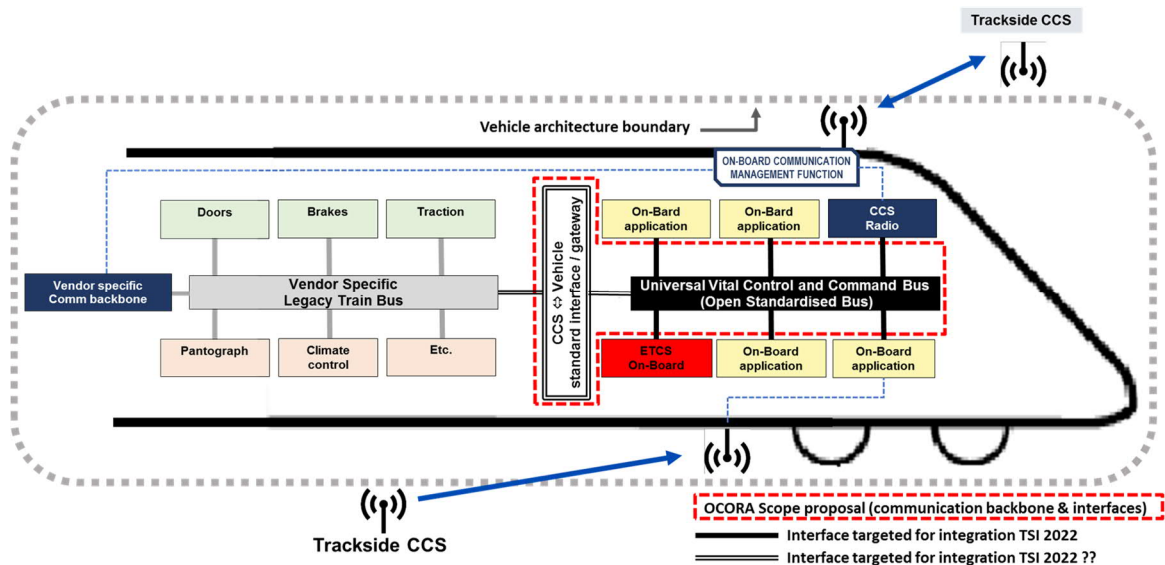 Trackside CCS
Vehicle architecture boundary
ON-BOARD COMMUNICATION
MANAGEMENT FUNCTION
Doors
Brakes
Traction
On-Bard
application
On-Bard
application
CCS
Radio
Vendor specific
Comm backbone
Vendor Specific
Legacy Train Bus
CCS ⇔ Vehicle
standard interface / gateway
Universal Vital Control and Command Bus
(Open Standardised Bus)
Pantograph
Climate
control
Etc.
ETCS
On-Board
On-Board
application
On-Board
application
Trackside CCS
OCORA Scope proposal (communication backbone & interfaces)
Interface targeted for integration TSI 2022
Interface targeted for integration TSI 2022 ??